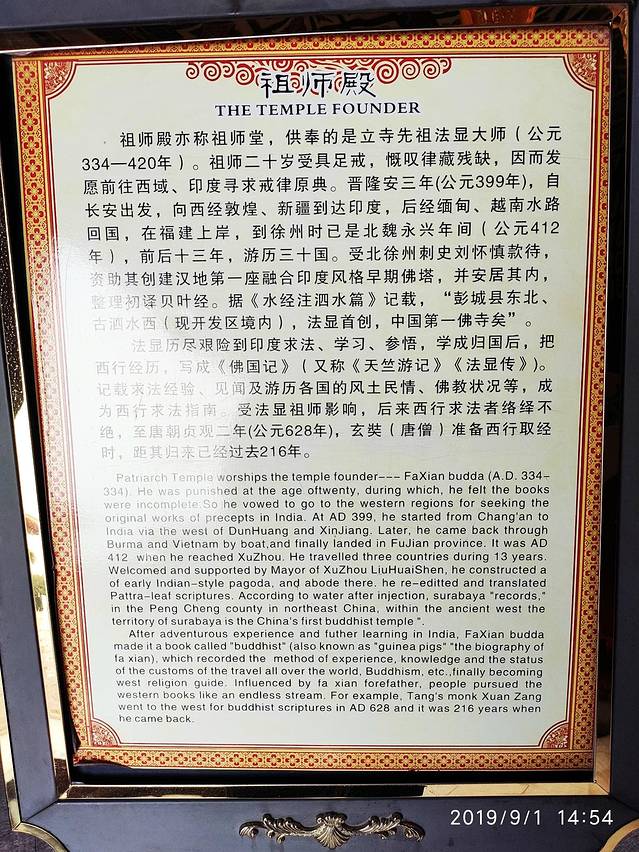 祖师殿
THE TEMPLE FOUNDER
祖师殿亦称祖师堂，供奉的是立寺先祖法显大师（公元
334—420年）。祖师二十岁受具足戒，慨叹律藏残缺，因而发
愿前往西域、印度寻求戒律原典。晋隆安三年(公元399年)，自
长安出发，向西经敦煌、新疆到达印度，后经缅甸、越南水路
回国，在福建上岸，到徐州时已是北魏永兴年间（公元412
年），前后十三年，游历三十国。受北徐州刺史刘怀慎款待，
资助其创建汉地第一座融合印度风格早期佛塔，并安居其内，
整理初译贝叶经。据《水经注泗水篇》记载，“彭城县东北、
古泗水西（现开发区境内），法显首创，中国第一佛寺矣”。
法显历尽艰险到印度求法、学习、参悟，学成归国后，把
西行经历，写成《佛国记》（又称《天竺游记》《法显传》)。
记载求法经验、见闻及游历各国的风土民情、佛教状况等，成
为西行求法指南。受法显祖师影响，后来西行求法者络绎不
绝，至唐朝贞观二年(公元628年)，玄奘（唐僧）准备西行取经
时，距其归来已经过去216年。
Patriarch Temple worships the temple founder--- FaXian budda (A.D. 334-
334). He was punished at the age oftwenty, during which, he felt the books
were incomplete.So he vowed to go to the western regions for seeking the
original works of precepts in India. At AD 399, he started from Chang'an to
India via the west of DunHuang and XinJiang. Later, he came back through
Burma and Vietnam by boat,and finally landed in FuJian province. It was AD
412 when he reached XuZhou. He travelled three countries during 13 years.
Welcomed and supported by Mayor of XuZhou LiuHuaiShen, he constructed a
of early Indian-style pagoda, and abode there. he re-editted and translated
Pattra-leaf scriptures. According to water after injection, surabaya "records,"
in the Peng Cheng county in northeast China, within the ancient west the
territory of surabaya is the China's first buddhist temple ".
After adventurous experience and futher learning in India, FaXian budda
made it a book called "buddhist" (also known as "guinea pigs" "the biography of
fa xian), which recorded the method of experience, knowledge and the status
of the customs of the travel all over the world, Buddhism, etc.,finally becoming
west religion guide. Influenced by fa xian forefather, people pursued the
western books like an endless stream. For example, Tang's monk Xuan Zang
went to the west for buddhist scriptures in AD 628 and it was 216 years when
he came back.
2019/9/1 14:54